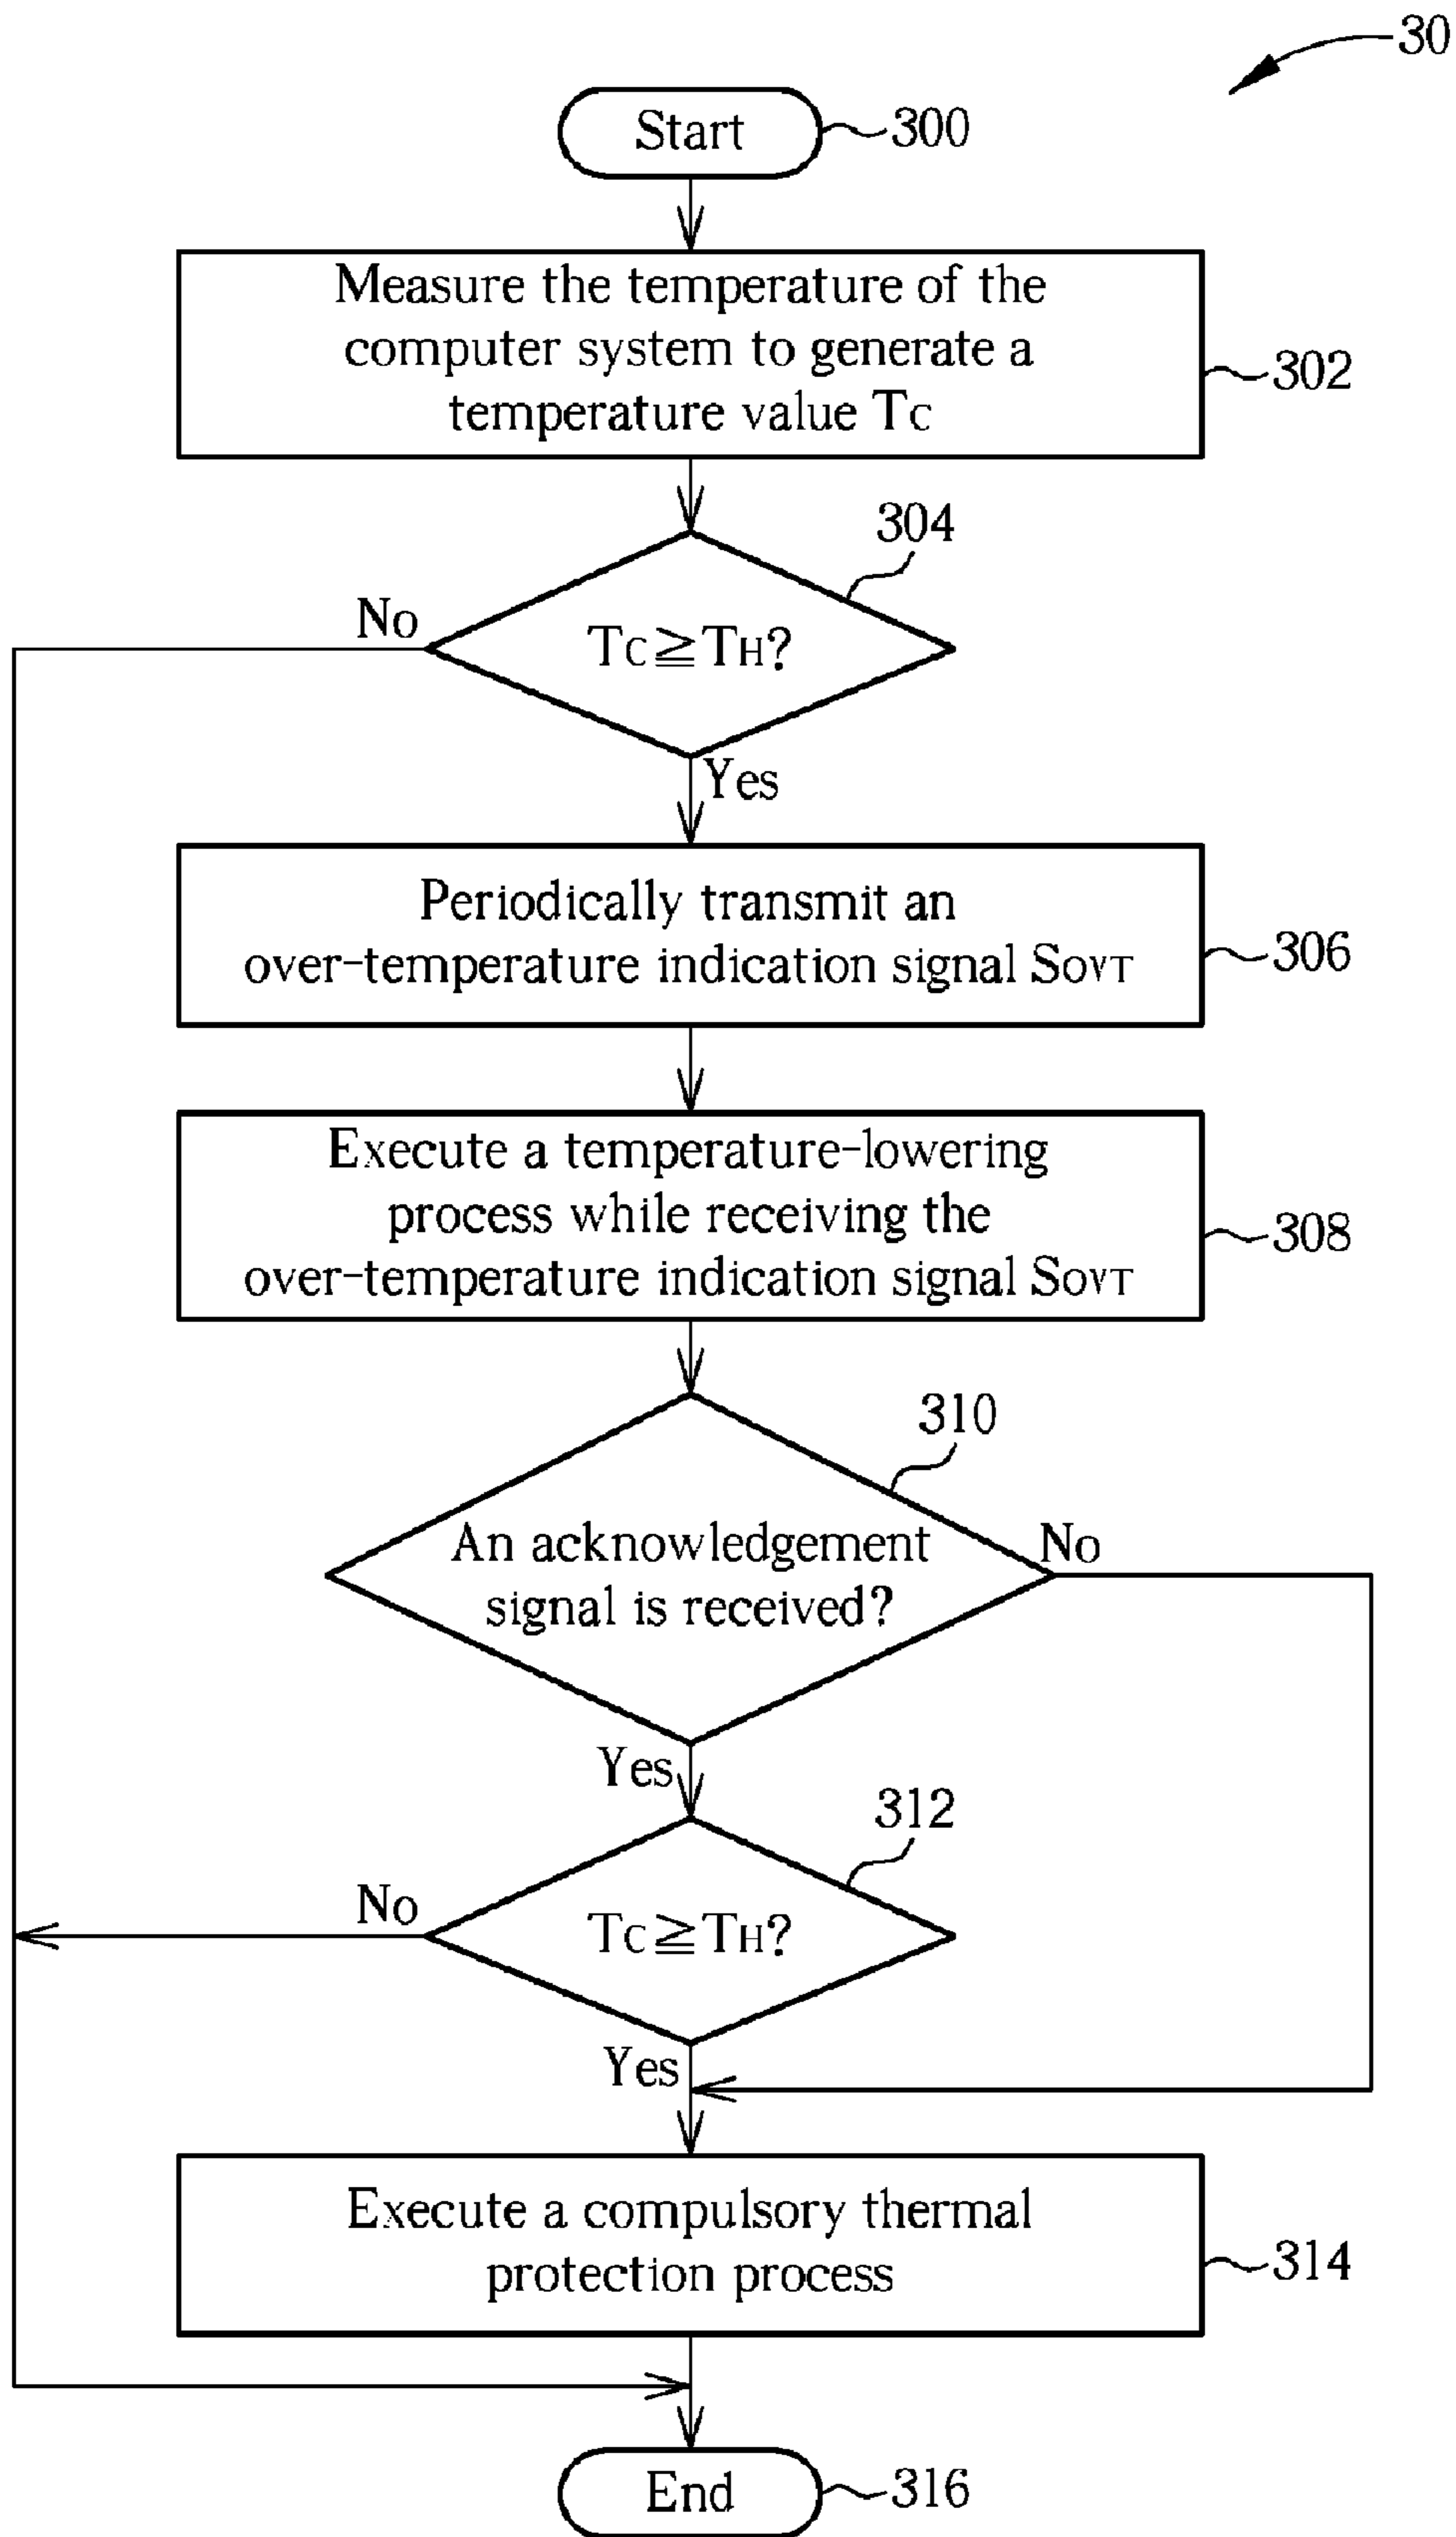 30
Start
300
Measure the temperature of the
computer system to generate a
temperature value TC
302
304
No
TC≧TH?
Yes
Periodically transmit an
over-temperature indication signal SOVT
306
Execute a temperature-lowering
process while receiving the
over-temperature indication signal SOVT
308
310
An acknowledgement
signal is received?
No
Yes
312
No
TC≧TH?
Yes
Execute a compulsory thermal
protection process
314
End
316